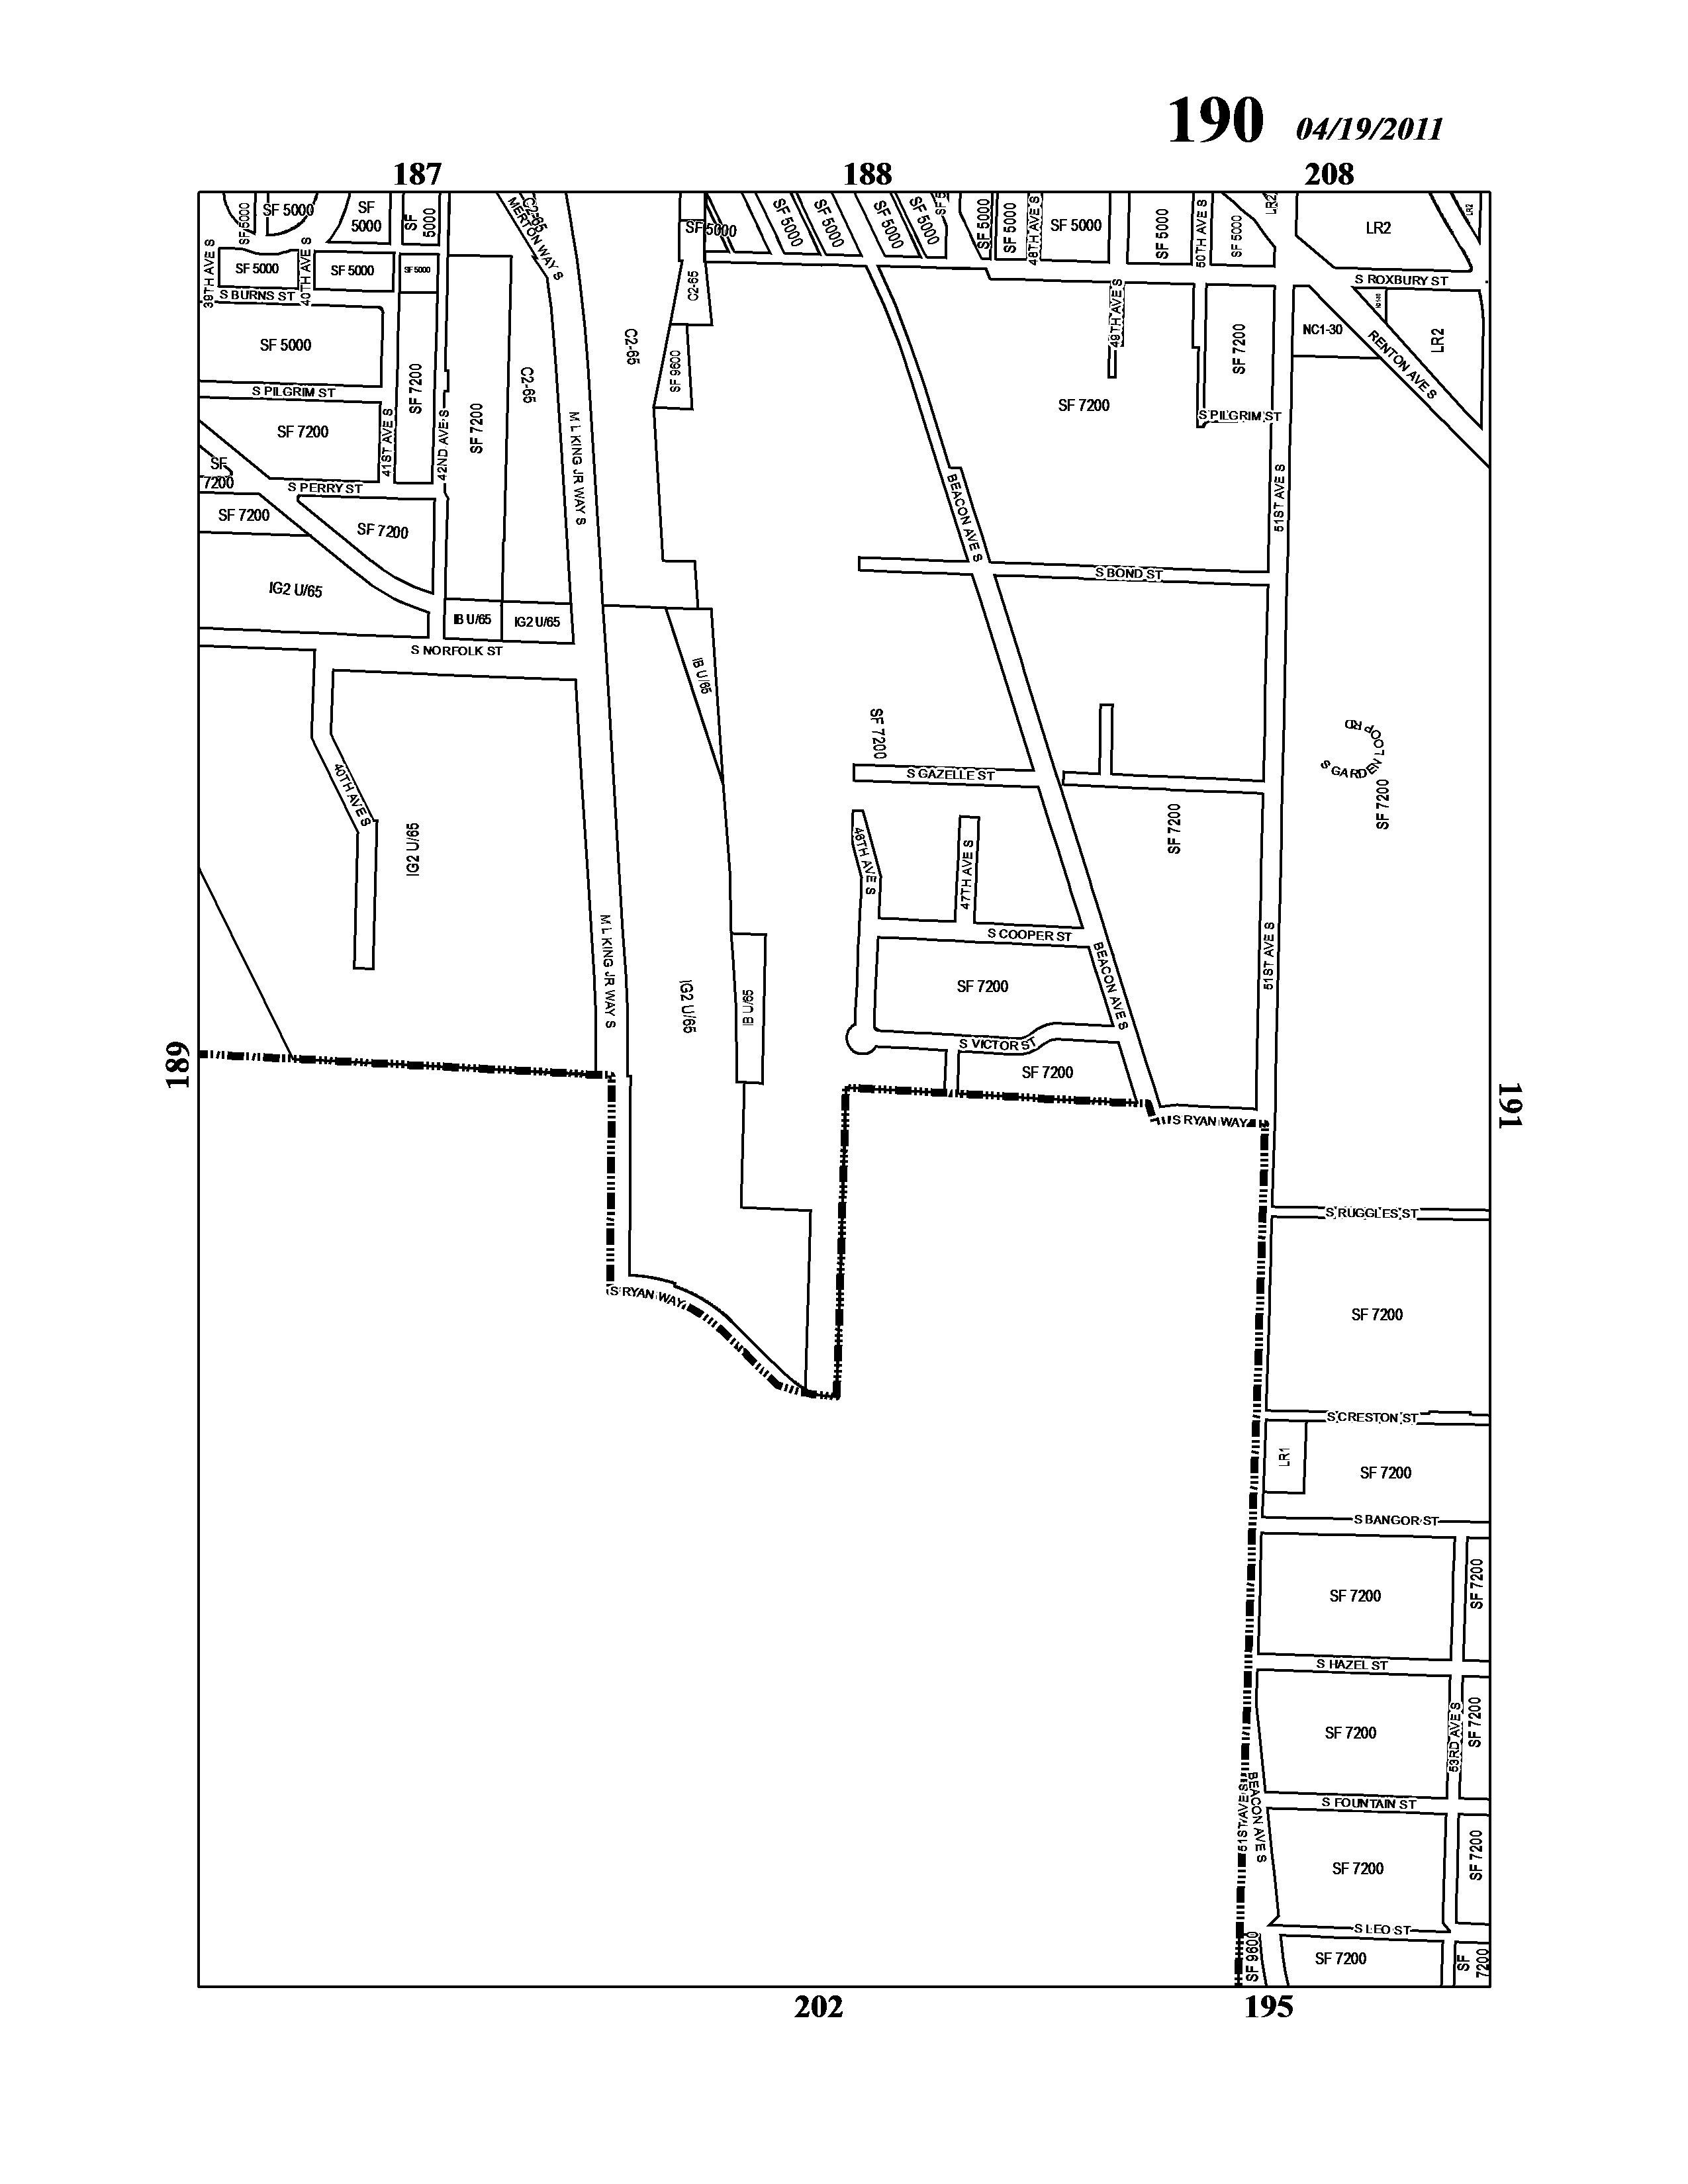 190 04/19/2011
187 188 208
39TH AVE S
SF 5000
SF 5000
SF
5000
SF
5000
C2-65
MERTON WAY S
SF 5000
SF 5000
SF 5000
SF 5000
SF 5000
SF 5000
SF 5000
48TH AVE S
SF 5000
SF 5000
50TH AVE S
SF 5000
LR2
LR2
LR2
SF 5000
40TH AVE S
SF 5000
SF 5000
S BURNS ST
C2-65
S ROXBURY ST
SF 5000
C2-65
49TH AVE S
SF 7200
NC1-30
LR2
RENTON AVE S
S PILGRIM ST
SF 7200
SF 7200
C2-65
SF 9600
SF 7200
S PILGRIM ST
SF 7200
41ST AVE S
42ND AVE S
M L KING JR WAY S
SF
7200
S PERRY ST
BEACON AVE S
51ST AVE S
SF 7200
SF 7200
S BOND ST
IG2 U/65
IB U/65
IG2 U/65
S NORFOLK ST
IB U/65
SF 7200
S GARDEN LOOP RD
S GAZELLE ST
SF 7200
40TH AVE S
IG2 U/65
46TH AVE S
47TH AVE S
SF 7200
S COOPER ST
M L KING JR WAY S
IG2 U/65
IB U/65
SF 7200
BEACON AVE S
51ST AVE S
S VICTOR ST
SF 7200
189
191
S RYAN WAY
S RUGGLES ST
S RYAN WAY
SF 7200
S CRESTON ST
LR1
SF 7200
S BANGOR ST
SF 7200
SF 7200
S HAZEL ST
SF 7200
53RD AVE S
SF 7200
51ST AVE S
BEACON AVE S
S FOUNTAIN ST
SF 7200
SF 7200
S LEO ST
SF 9600
SF 7200
SF
7200
202 195